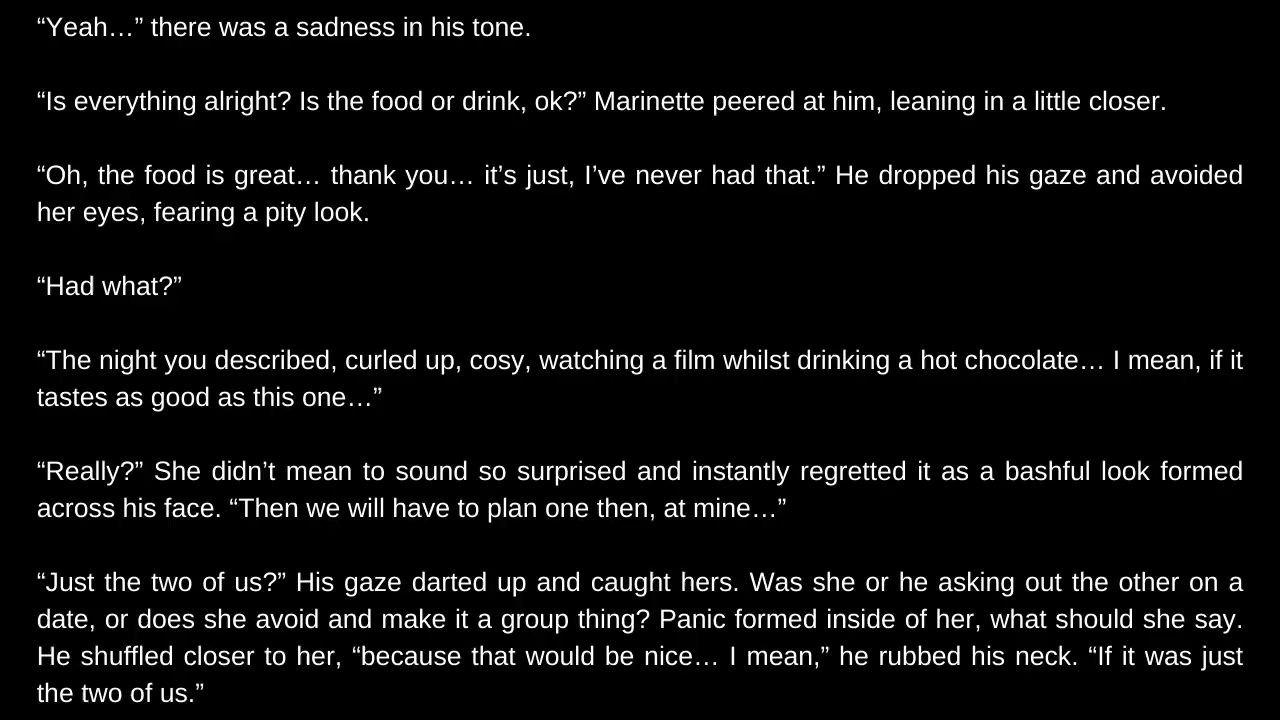 “Yeah…” there was a sadness in his tone.
“Is everything alright? Is the food or drink, ok?” Marinette peered at him, leaning in a little closer.
“Oh, the food is great… thank you… it’s just, I’ve never had that.” He dropped his gaze and avoided
her eyes, fearing a pity look.
“Had what?”
“The night you described, curled up, cosy, watching a film whilst drinking a hot chocolate… I mean, if it
tastes as good as this one…”
“Really?” She didn’t mean to sound so surprised and instantly regretted it as a bashful look formed
across his face. “Then we will have to plan one then, at mine…”
“Just the two of us?” His gaze darted up and caught hers. Was she or he asking out the other on a
date, or does she avoid and make it a group thing? Panic formed inside of her, what should she say.
He shuffled closer to her, “because that would be nice… I mean,” he rubbed his neck. “If it was just
the two of us.”